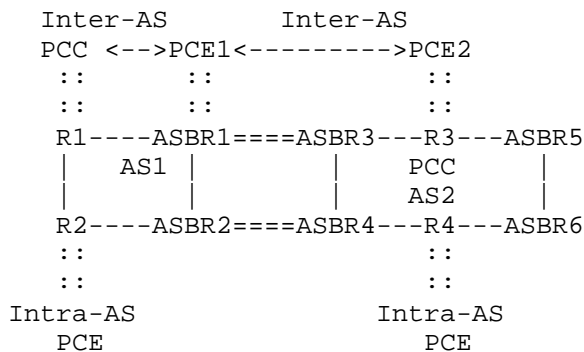 Inter-AS       Inter-AS
   PCC <-->PCE1<--------->PCE2
    ::      ::             ::
    ::      ::             ::
    R1----ASBR1====ASBR3---R3---ASBR5
    |   AS1 |        |    PCC     |
    |       |        |    AS2     |
    R2----ASBR2====ASBR4---R4---ASBR6
    ::                     ::
    ::                     ::
 Intra-AS               Intra-AS
    PCE                    PCE